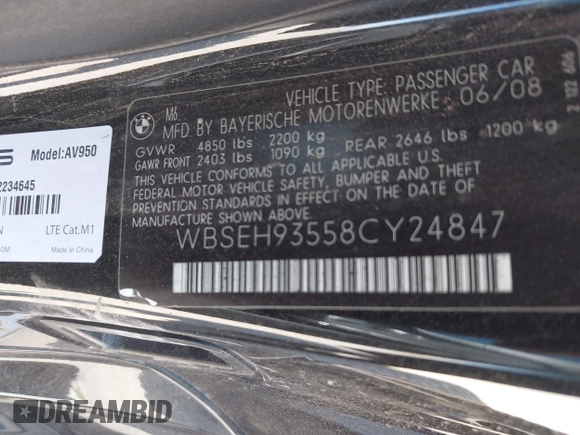 VEHICLE TYPE: PASSENGER CAR
M6
MFD BY BAYERISCHE MOTORENWERKE 06/08
GVWR 4850 lbs 2200 kg
GAWR FRONT 2403 lbs 1090 kg REAR 2646 lbs 1200 kg
THIS VEHICLE CONFORMS TO ALL APPLICABLE U.S.
FEDERAL MOTOR VEHICLE SAFETY, BUMPER AND THEFT
PREVENTION STANDARDS IN EFFECT ON THE DATE OF
MANUFACTURE SHOWN ABOVE.
WBSEH93558CY24847
Model:AV950
2234645
LTE Cat.M1
Made In China
DREAMBID